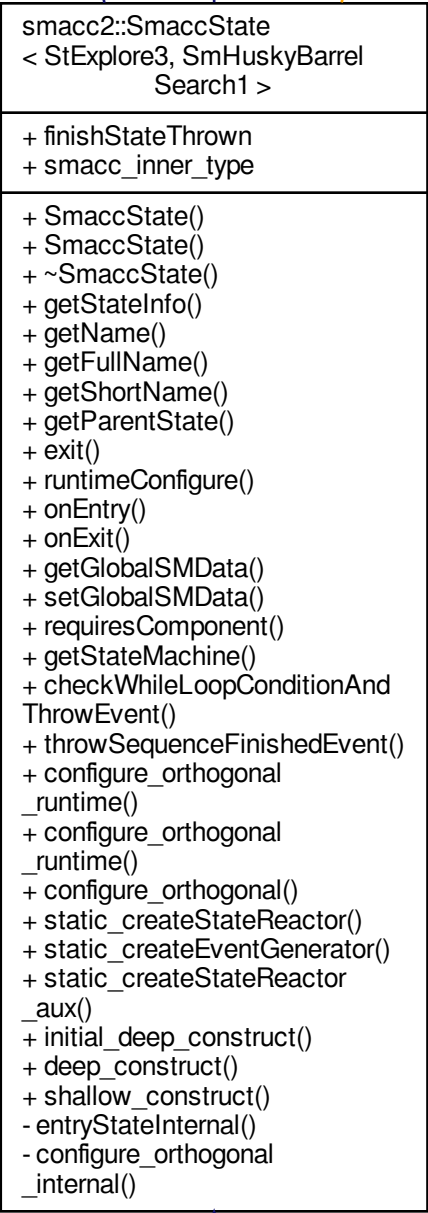 smacc2::SmaccState
< StExplore3, SmHuskyBarrel
Search1 >
+ finishStateThrown
+ smacc_inner_type
+ SmaccState()
+ SmaccState()
+ ~SmaccState()
+ getStateInfo()
+ getName()
+ getFullName()
+ getShortName()
+ getParentState()
+ exit()
+ runtimeConfigure()
+ onEntry()
+ onExit()
+ getGlobalSMData()
+ setGlobalSMData()
+ requiresComponent()
+ getStateMachine()
+ checkWhileLoopConditionAnd
ThrowEvent()
+ throwSequenceFinishedEvent()
+ configure_orthogonal
_runtime()
+ configure_orthogonal
_runtime()
+ configure_orthogonal()
+ static_createStateReactor()
+ static_createEventGenerator()
+ static_createStateReactor
_aux()
+ initial_deep_construct()
+ deep_construct()
+ shallow_construct()
- entryStateInternal()
- configure_orthogonal
_internal()